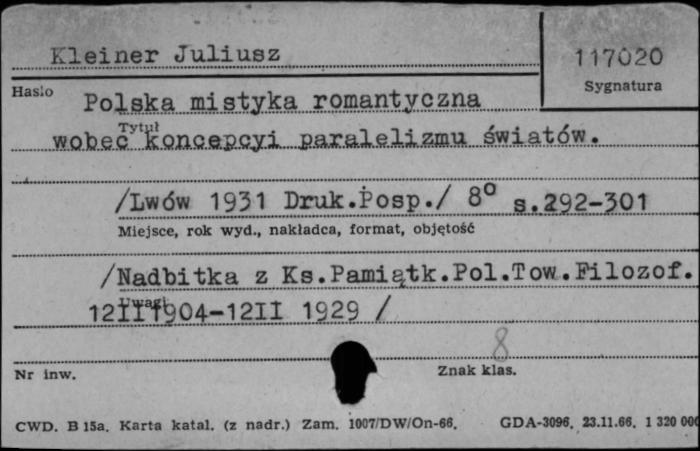 Kleiner Juliusz
117020
Hasło
Sygnatura
Polska mistyka romantyczna
Tytuł
wobec koncepcyi paralelizmu światów.
/Lwów 1931 Druk.Posp./ 8° s.292-301
Miejsce, rok wyd., nakładca, format, objętość
/Nadbitka z Ks.Pamiątk.Pol.Tow.Filozof.
Uwagi
12II1904-12II 1929 /
8
Nr inw.
Znak klas.
CWD. B 15a. Karta katal. (z nadr.) Zam. 1007/DW/On-66. GDA-3096. 23.11.66. 1 320 000